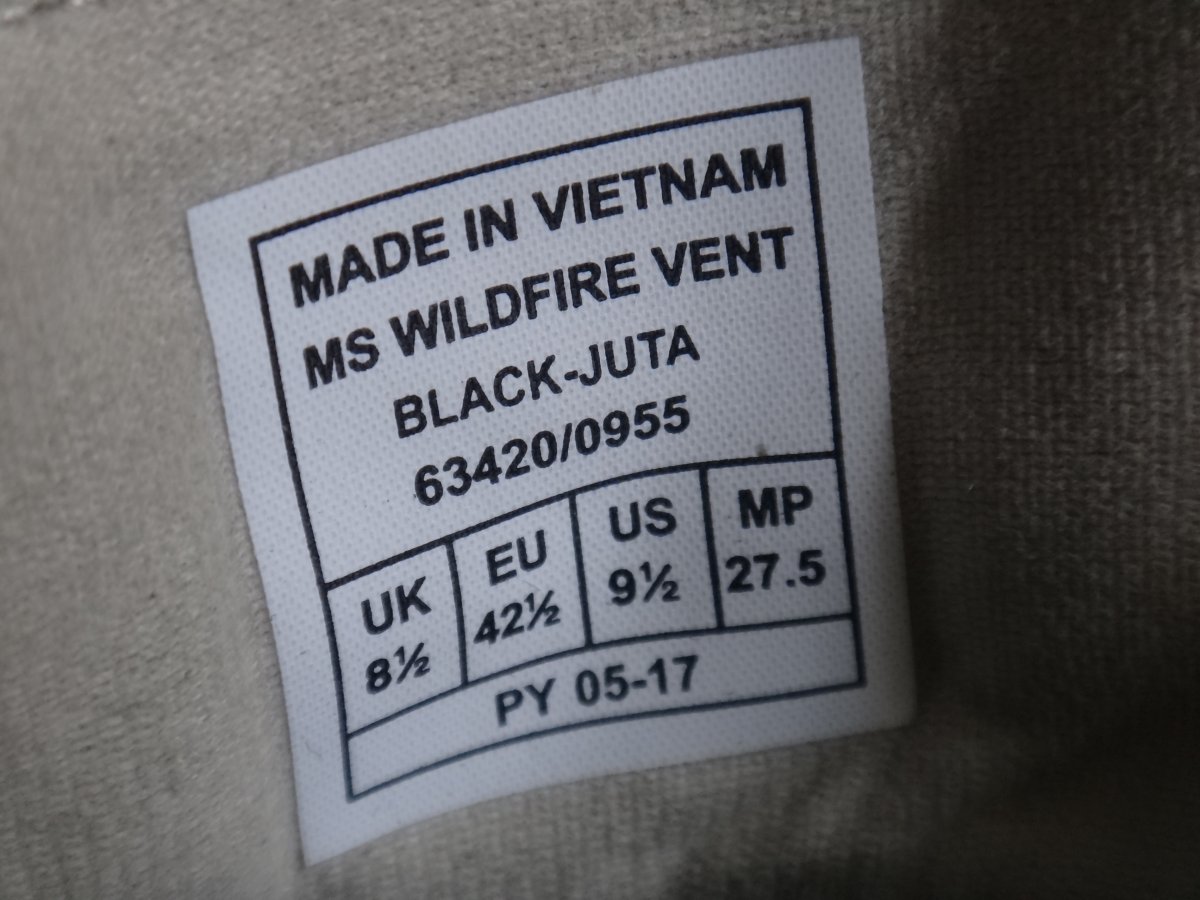 MADE IN VIETNAM
MS WILDFIRE VENT
BLACK-JUTA
63420/0955
UK EU US MP
8½ 42½ 9½ 27.5
PY 05-17